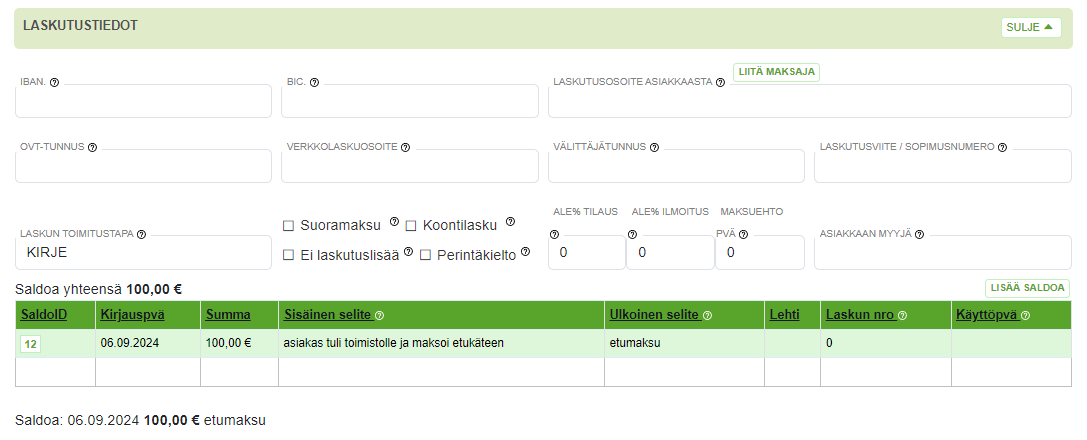 LASKUTUSTIEDOT SULJE
LIITÄ MAKSAJA
IBAN. BIC. LASKUTUSOSOITE ASIAKKAASTA
OVT-TUNNUS VERKKOLASKUOSOITE VÄLITTÄJÄTUNNUS LASKUTUSVIITE / SOPIMUSNUMERO
ALE% TILAUS ALE% ILMOITUS MAKSUEHTO
Suoramaksu Koontilasku
LASKUN TOIMITUSTAPA PVÄ ASIAKKAAN MYYJÄ
KIRJE Ei laskutuslisää Perintäkielto 0 0 0
Saldoa yhteensä 100,00 € LISÄÄ SALDOA
SaldoID Kirjauspvä Summa Sisäinen selite Ulkoinen selite Lehti Laskun nro Käyttöpvä
12 06.09.2024 100,00 € asiakas tuli toimistolle ja maksoi etukäteen etumaksu 0
Saldoa: 06.09.2024 100,00 € etumaksu